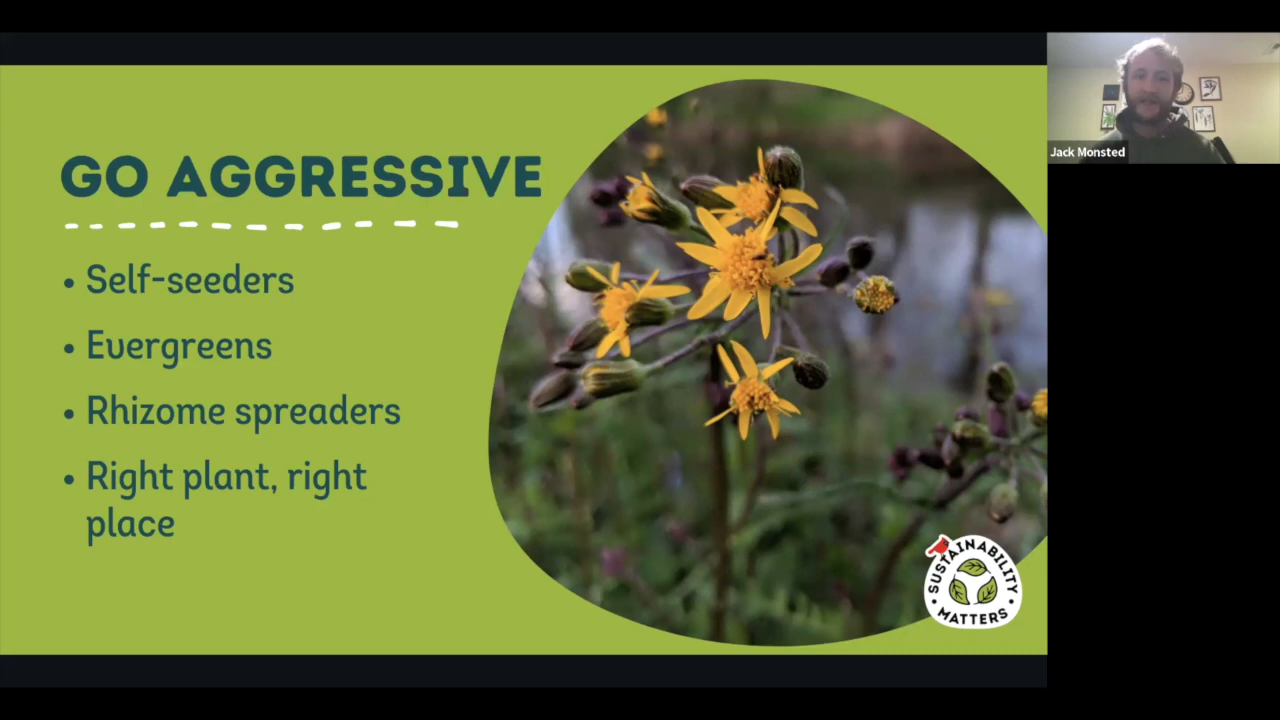 GO AGGRESSIVE
• Self-seeders
• Evergreens
• Rhizome spreaders
• Right plant, right
place
SUSTAINABILITY
• MATTERS •
Jack Monsted